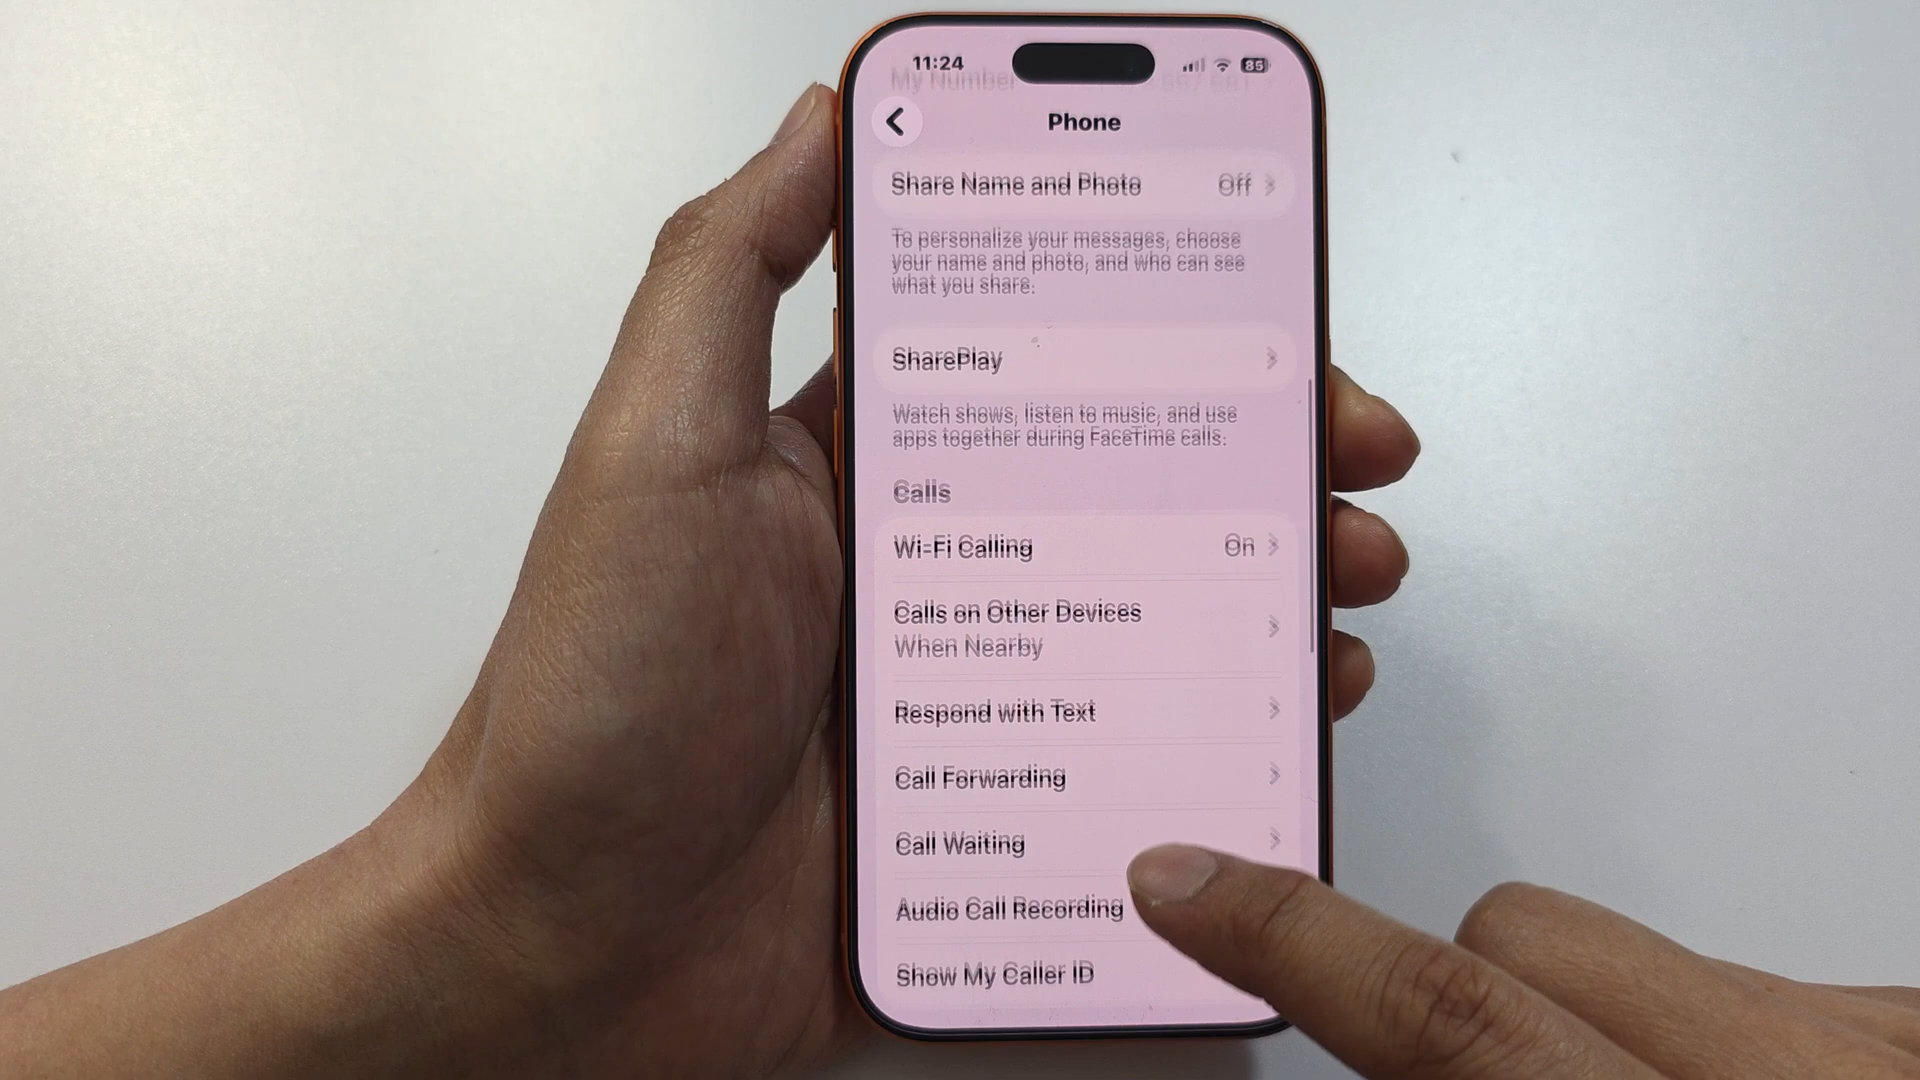 11:24
85
My Number
Phone
Share Name and Photo Off
To personalize your messages, choose
your name and photo, and who can see
what you share.
SharePlay
Watch shows, listen to music, and use
apps together during FaceTime calls.
Calls
Wi-Fi Calling On
Calls on Other Devices
When Nearby
Respond with Text
Call Forwarding
Call Waiting
Audio Call Recording
Show My Caller ID